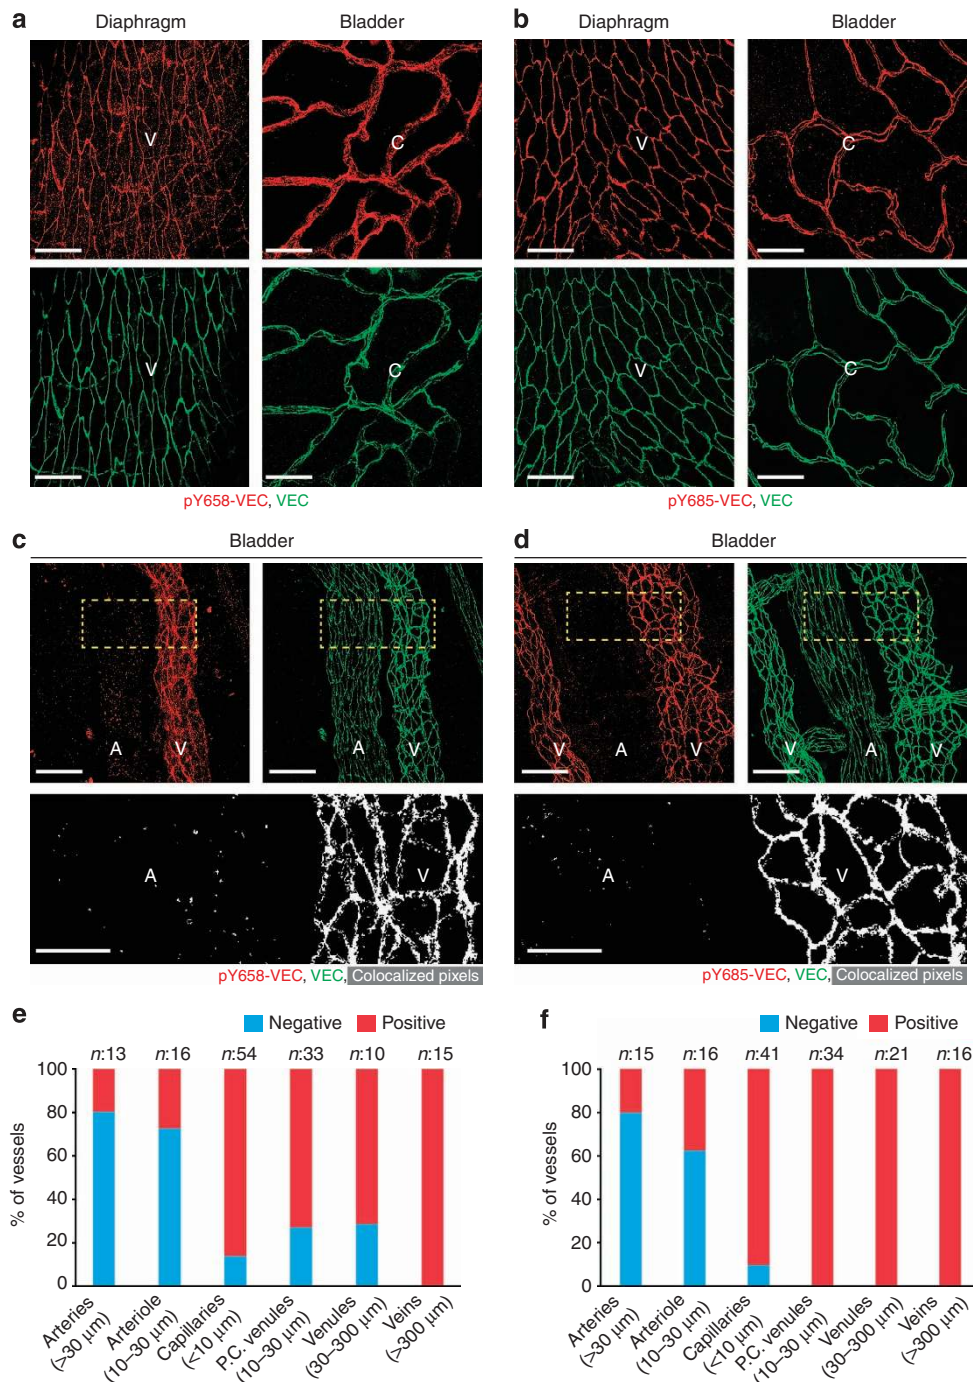 a
Diaphragm
Bladder
V
C
V
C
pY658-VEC, VEC
b
Diaphragm
Bladder
V
C
V
C
pY685-VEC, VEC
c
Bladder
A
V
A
V
A
V
pY658-VEC, VEC, Colocalized pixels
d
Bladder
V
A
V
V
A
V
A
V
pY685-VEC, VEC, Colocalized pixels
e
Negative
Positive
n:13 n:16 n:54 n:33 n:10 n:15
% of vessels
100
80
60
40
20
0
Arteries
(>30 µm)
Arteriole
(10–30 µm)
Capillaries
(<10 µm)
P.C. venules
(10–30 µm)
Venules
(30–300 µm)
Veins
(>300 µm)
f
Negative
Positive
n:15 n:16 n:41 n:34 n:21 n:16
% of vessels
100
80
60
40
20
0
Arteries
(>30 µm)
Arteriole
(10–30 µm)
Capillaries
(<10 µm)
P.C. venules
(10–30 µm)
Venules
(30–300 µm)
Veins
(>300 µm)